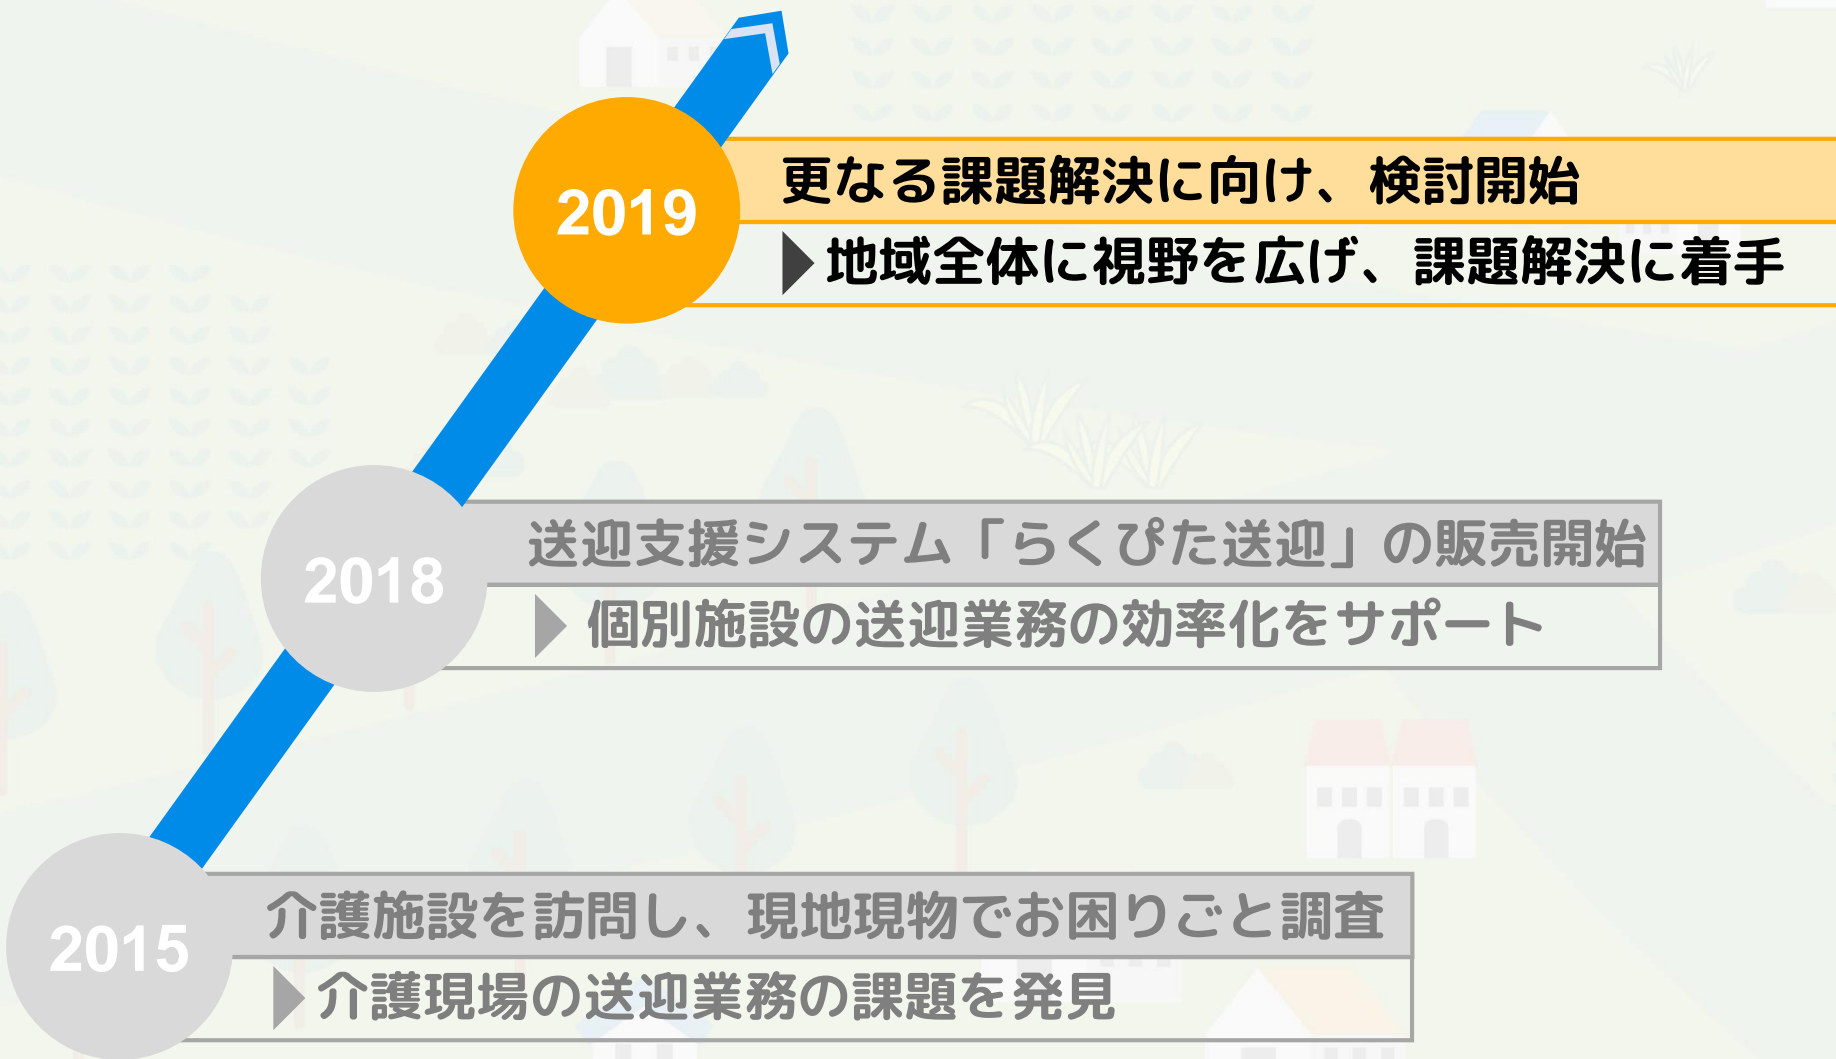 2019
更なる課題解決に向け、検討開始
地域全体に視野を広げ、課題解決に着手
2018
送迎支援システム「らくぴた送迎」の販売開始
個別施設の送迎業務の効率化をサポート
2015
介護施設を訪問し、現地現物でお困りごと調査
介護現場の送迎業務の課題を発見